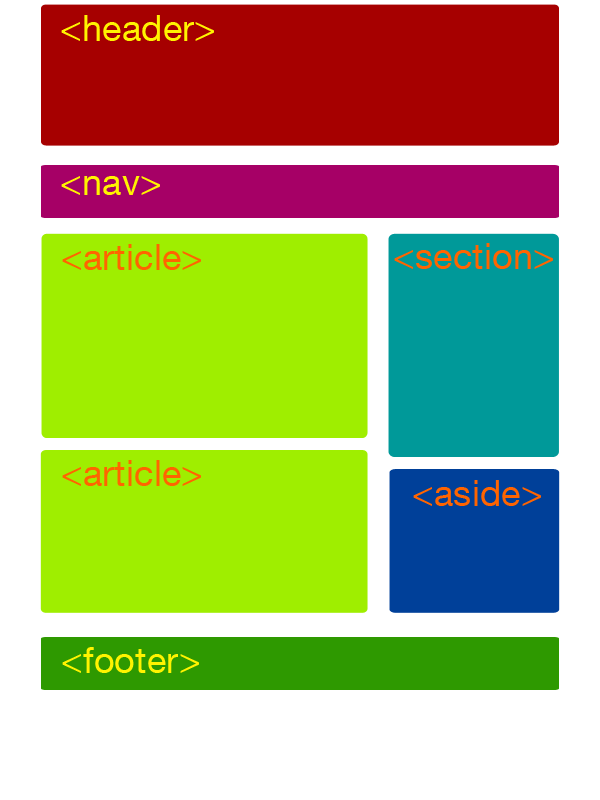 <header>
<nav>
<article>
<section>
<article>
<aside>
<footer>